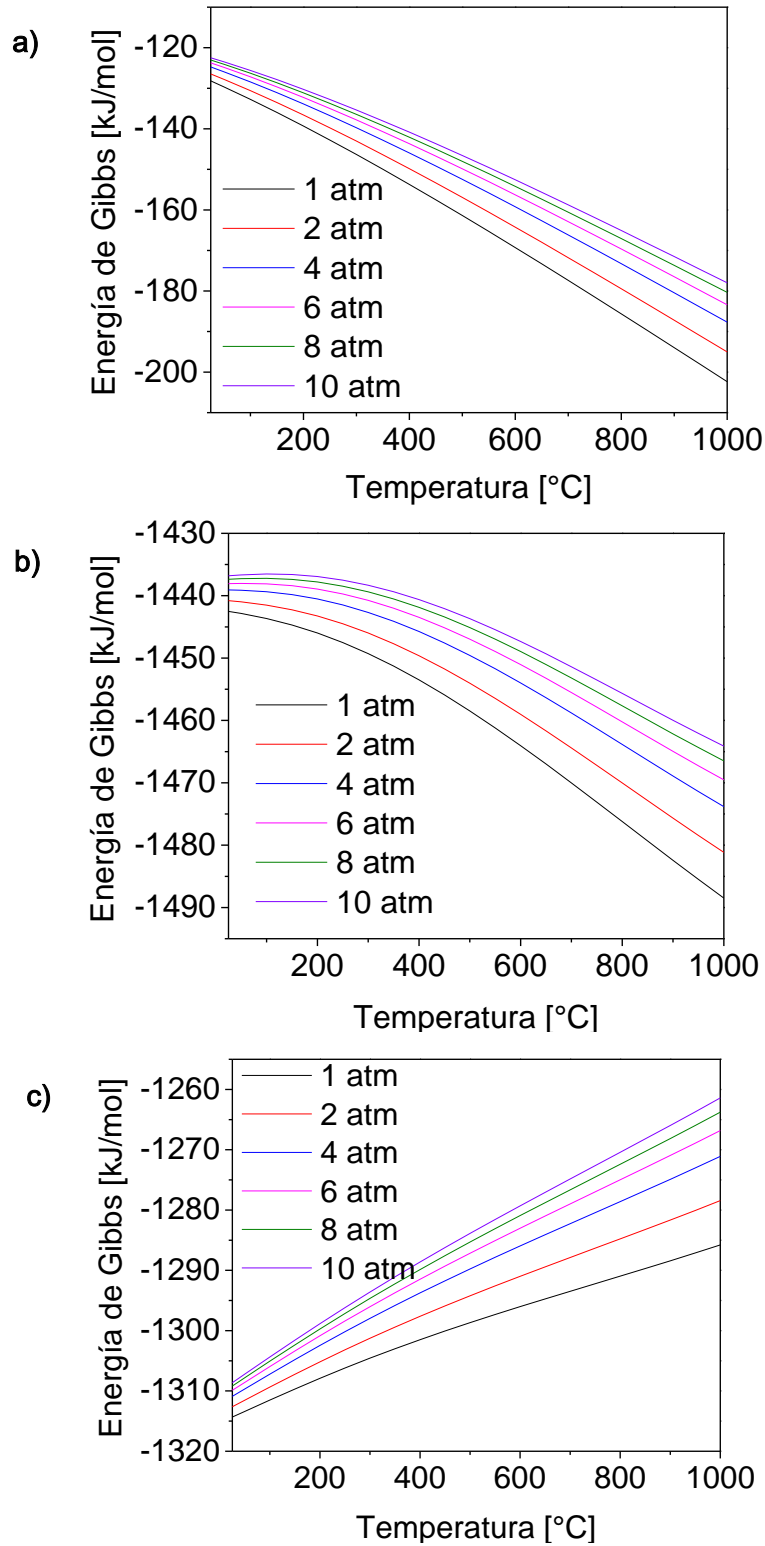 a)
Energía de Gibbs [kJ/mol]
-120
-140
-160
-180
-200
1 atm
2 atm
4 atm
6 atm
8 atm
10 atm
200 400 600 800 1000
Temperatura [°C]
b)
Energía de Gibbs [kJ/mol]
-1430
-1440
-1450
-1460
-1470
-1480
-1490
1 atm
2 atm
4 atm
6 atm
8 atm
10 atm
200 400 600 800 1000
Temperatura [°C]
c)
Energía de Gibbs [kJ/mol]
-1260
-1270
-1280
-1290
-1300
-1310
-1320
1 atm
2 atm
4 atm
6 atm
8 atm
10 atm
200 400 600 800 1000
Temperatura [°C]